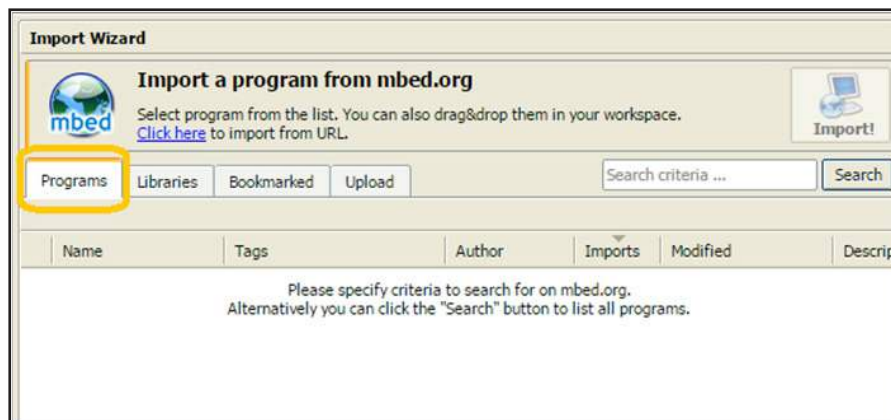 Import Wizard
Import a program from mbed.org
mbed
Select program from the list. You can also drag&drop them in your workspace.
Click here to import from URL.
Import!
Programs Libraries Bookmarked Upload Search criteria ... Search
Name Tags Author Imports Modified Descrip
Please specify criteria to search for on mbed.org.
Alternatively you can click the "Search" button to list all programs.